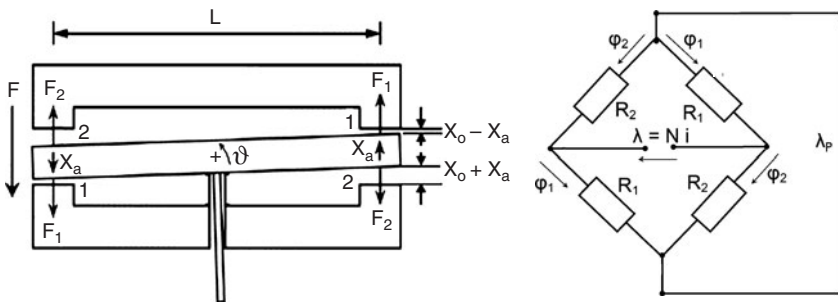 L
F
F₂
F₁
2
1
Xₒ – Xₐ
+
ϑ
Xₐ
Xₐ
1
2
Xₒ + Xₐ
F₁
F₂
φ₂
φ₁
R₂
R₁
λ = N i
λₚ
φ₁
R₁
R₂
φ₂